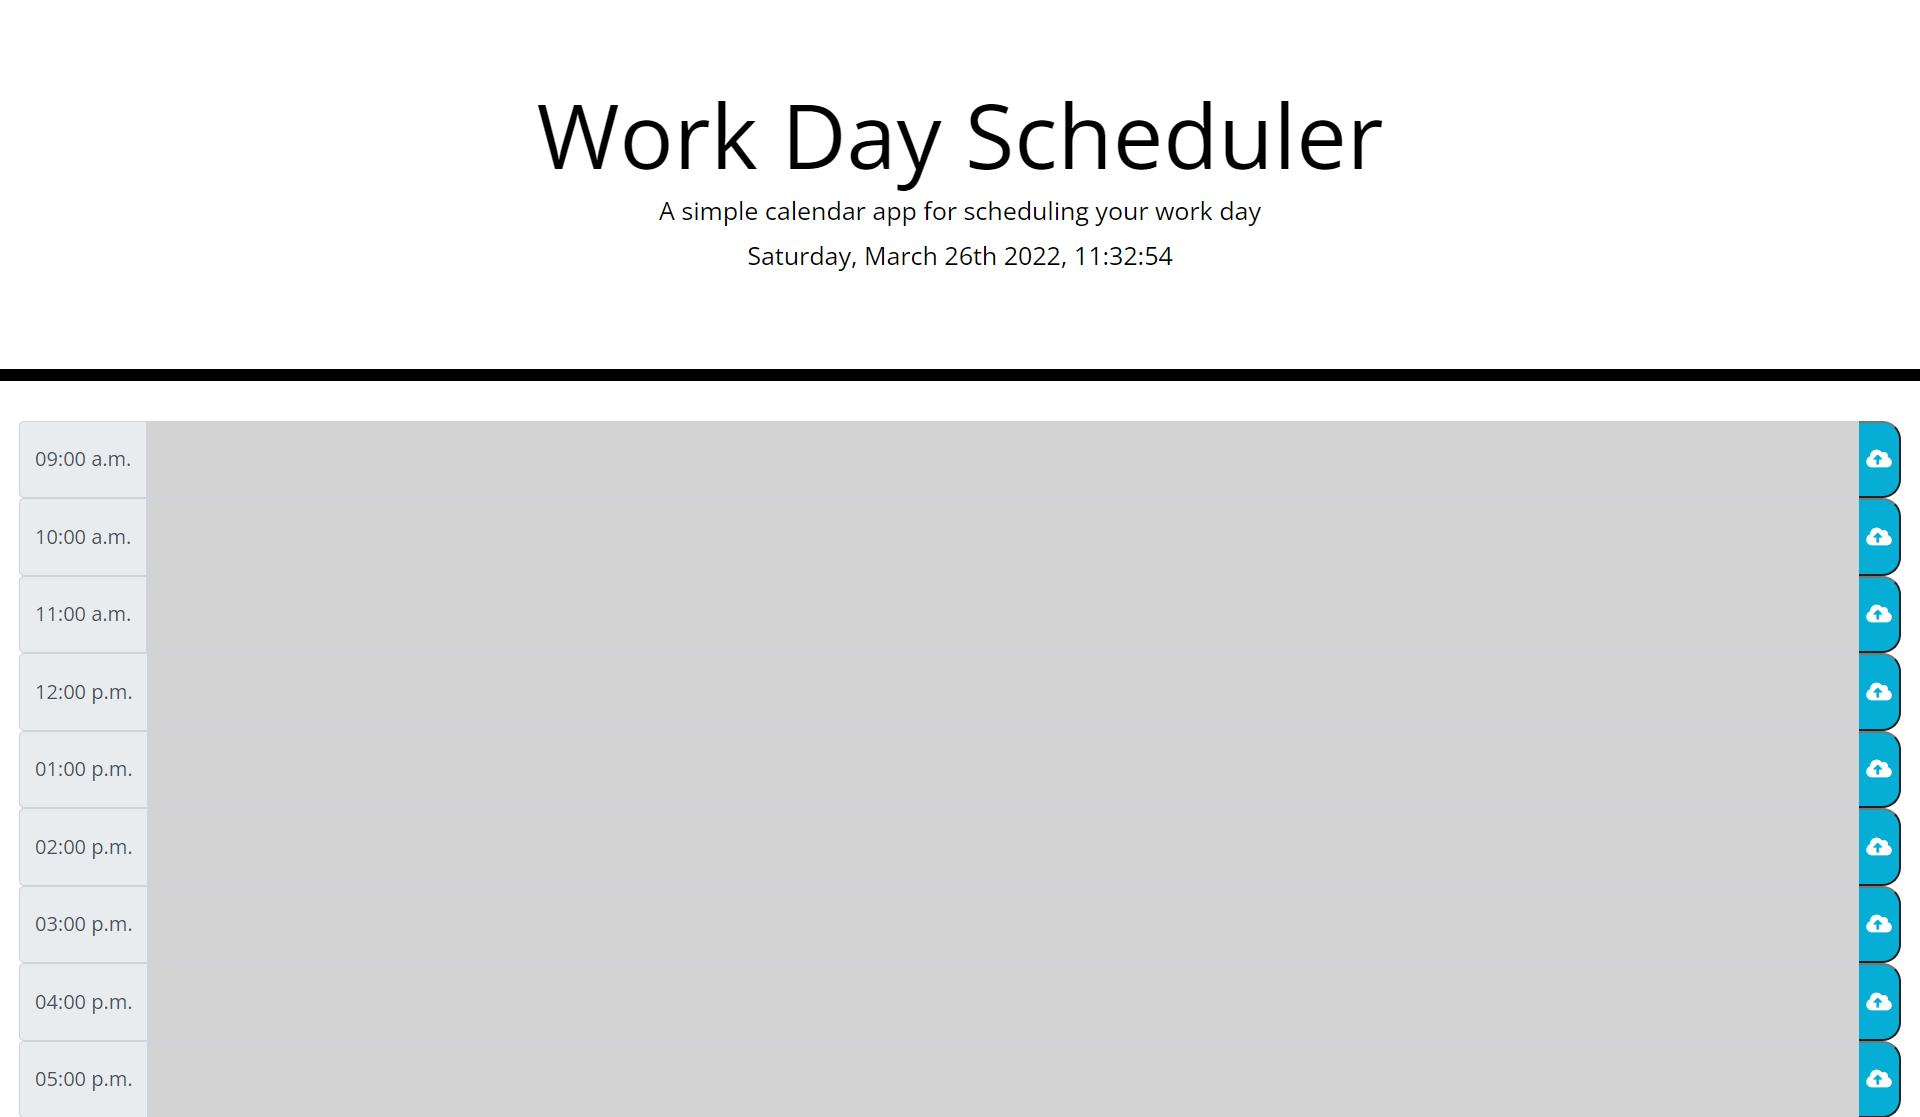 Work Day Scheduler
A simple calendar app for scheduling your work day
Saturday, March 26th 2022, 11:32:54
09:00 a.m.
10:00 a.m.
11:00 a.m.
12:00 p.m.
01:00 p.m.
02:00 p.m.
03:00 p.m.
04:00 p.m.
05:00 p.m.